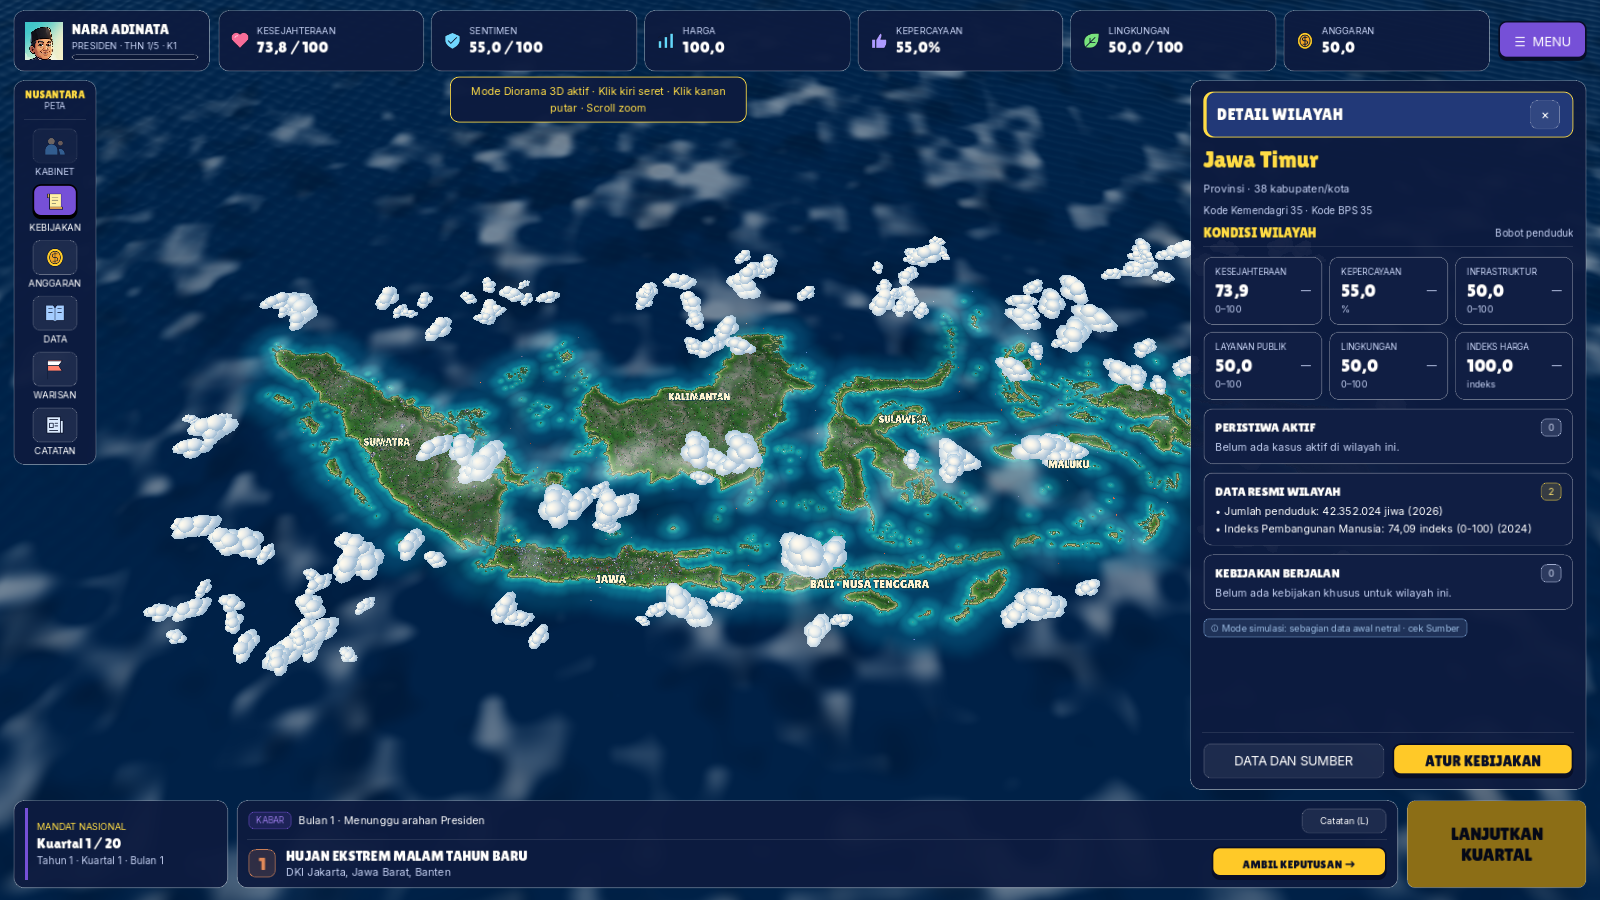 NARA ADINATA
PRESIDEN · THN 1/5 · K1
KESEJAHTERAAN
73,8 / 100
SENTIMEN
55,0 / 100
HARGA
100,0
KEPERCAYAAN
55,0%
LINGKUNGAN
50,0 / 100
ANGGARAN
50,0
☰ MENU
Mode Diorama 3D aktif · Klik kiri seret · Klik kanan
putar · Scroll zoom
NUSANTARA
PETA
KABINET
KEBIJAKAN
ANGGARAN
DATA
WARISAN
CATATAN
SUMATRA
KALIMANTAN
SULAWESI
MALUKU
JAWA
BALI · NUSA TENGGARA
DETAIL WILAYAH
×
Jawa Timur
Provinsi · 38 kabupaten/kota
Kode Kemendagri 35 · Kode BPS 35
KONDISI WILAYAH
Bobot penduduk
KESEJAHTERAAN
73,9 —
0–100
KEPERCAYAAN
55,0 —
%
INFRASTRUKTUR
50,0 —
0–100
LAYANAN PUBLIK
50,0 —
0–100
LINGKUNGAN
50,0 —
0–100
INDEKS HARGA
100,0 —
indeks
PERISTIWA AKTIF 0
Belum ada kasus aktif di wilayah ini.
DATA RESMI WILAYAH 2
• Jumlah penduduk: 42.352.024 jiwa (2026)
• Indeks Pembangunan Manusia: 74,09 indeks (0-100) (2024)
KEBIJAKAN BERJALAN 0
Belum ada kebijakan khusus untuk wilayah ini.
ⓘ Mode simulasi: sebagian data awal netral · cek Sumber
DATA DAN SUMBER
ATUR KEBIJAKAN
MANDAT NASIONAL
Kuartal 1 / 20
Tahun 1 · Kuartal 1 · Bulan 1
KABAR Bulan 1 · Menunggu arahan Presiden
Catatan (L)
1 HUJAN EKSTREM MALAM TAHUN BARU
DKI Jakarta, Jawa Barat, Banten
AMBIL KEPUTUSAN →
LANJUTKAN
KUARTAL